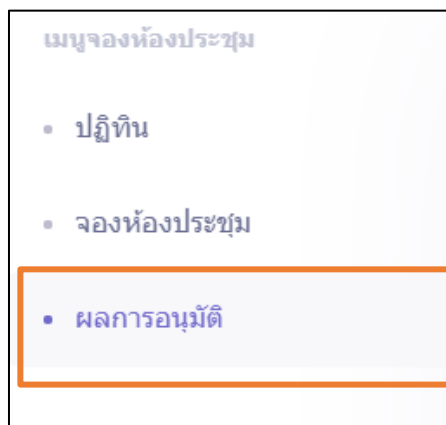 เมนูจองห้องประชุม
ปฏิทิน
จองห้องประชุม
ผลการอนุมัติ